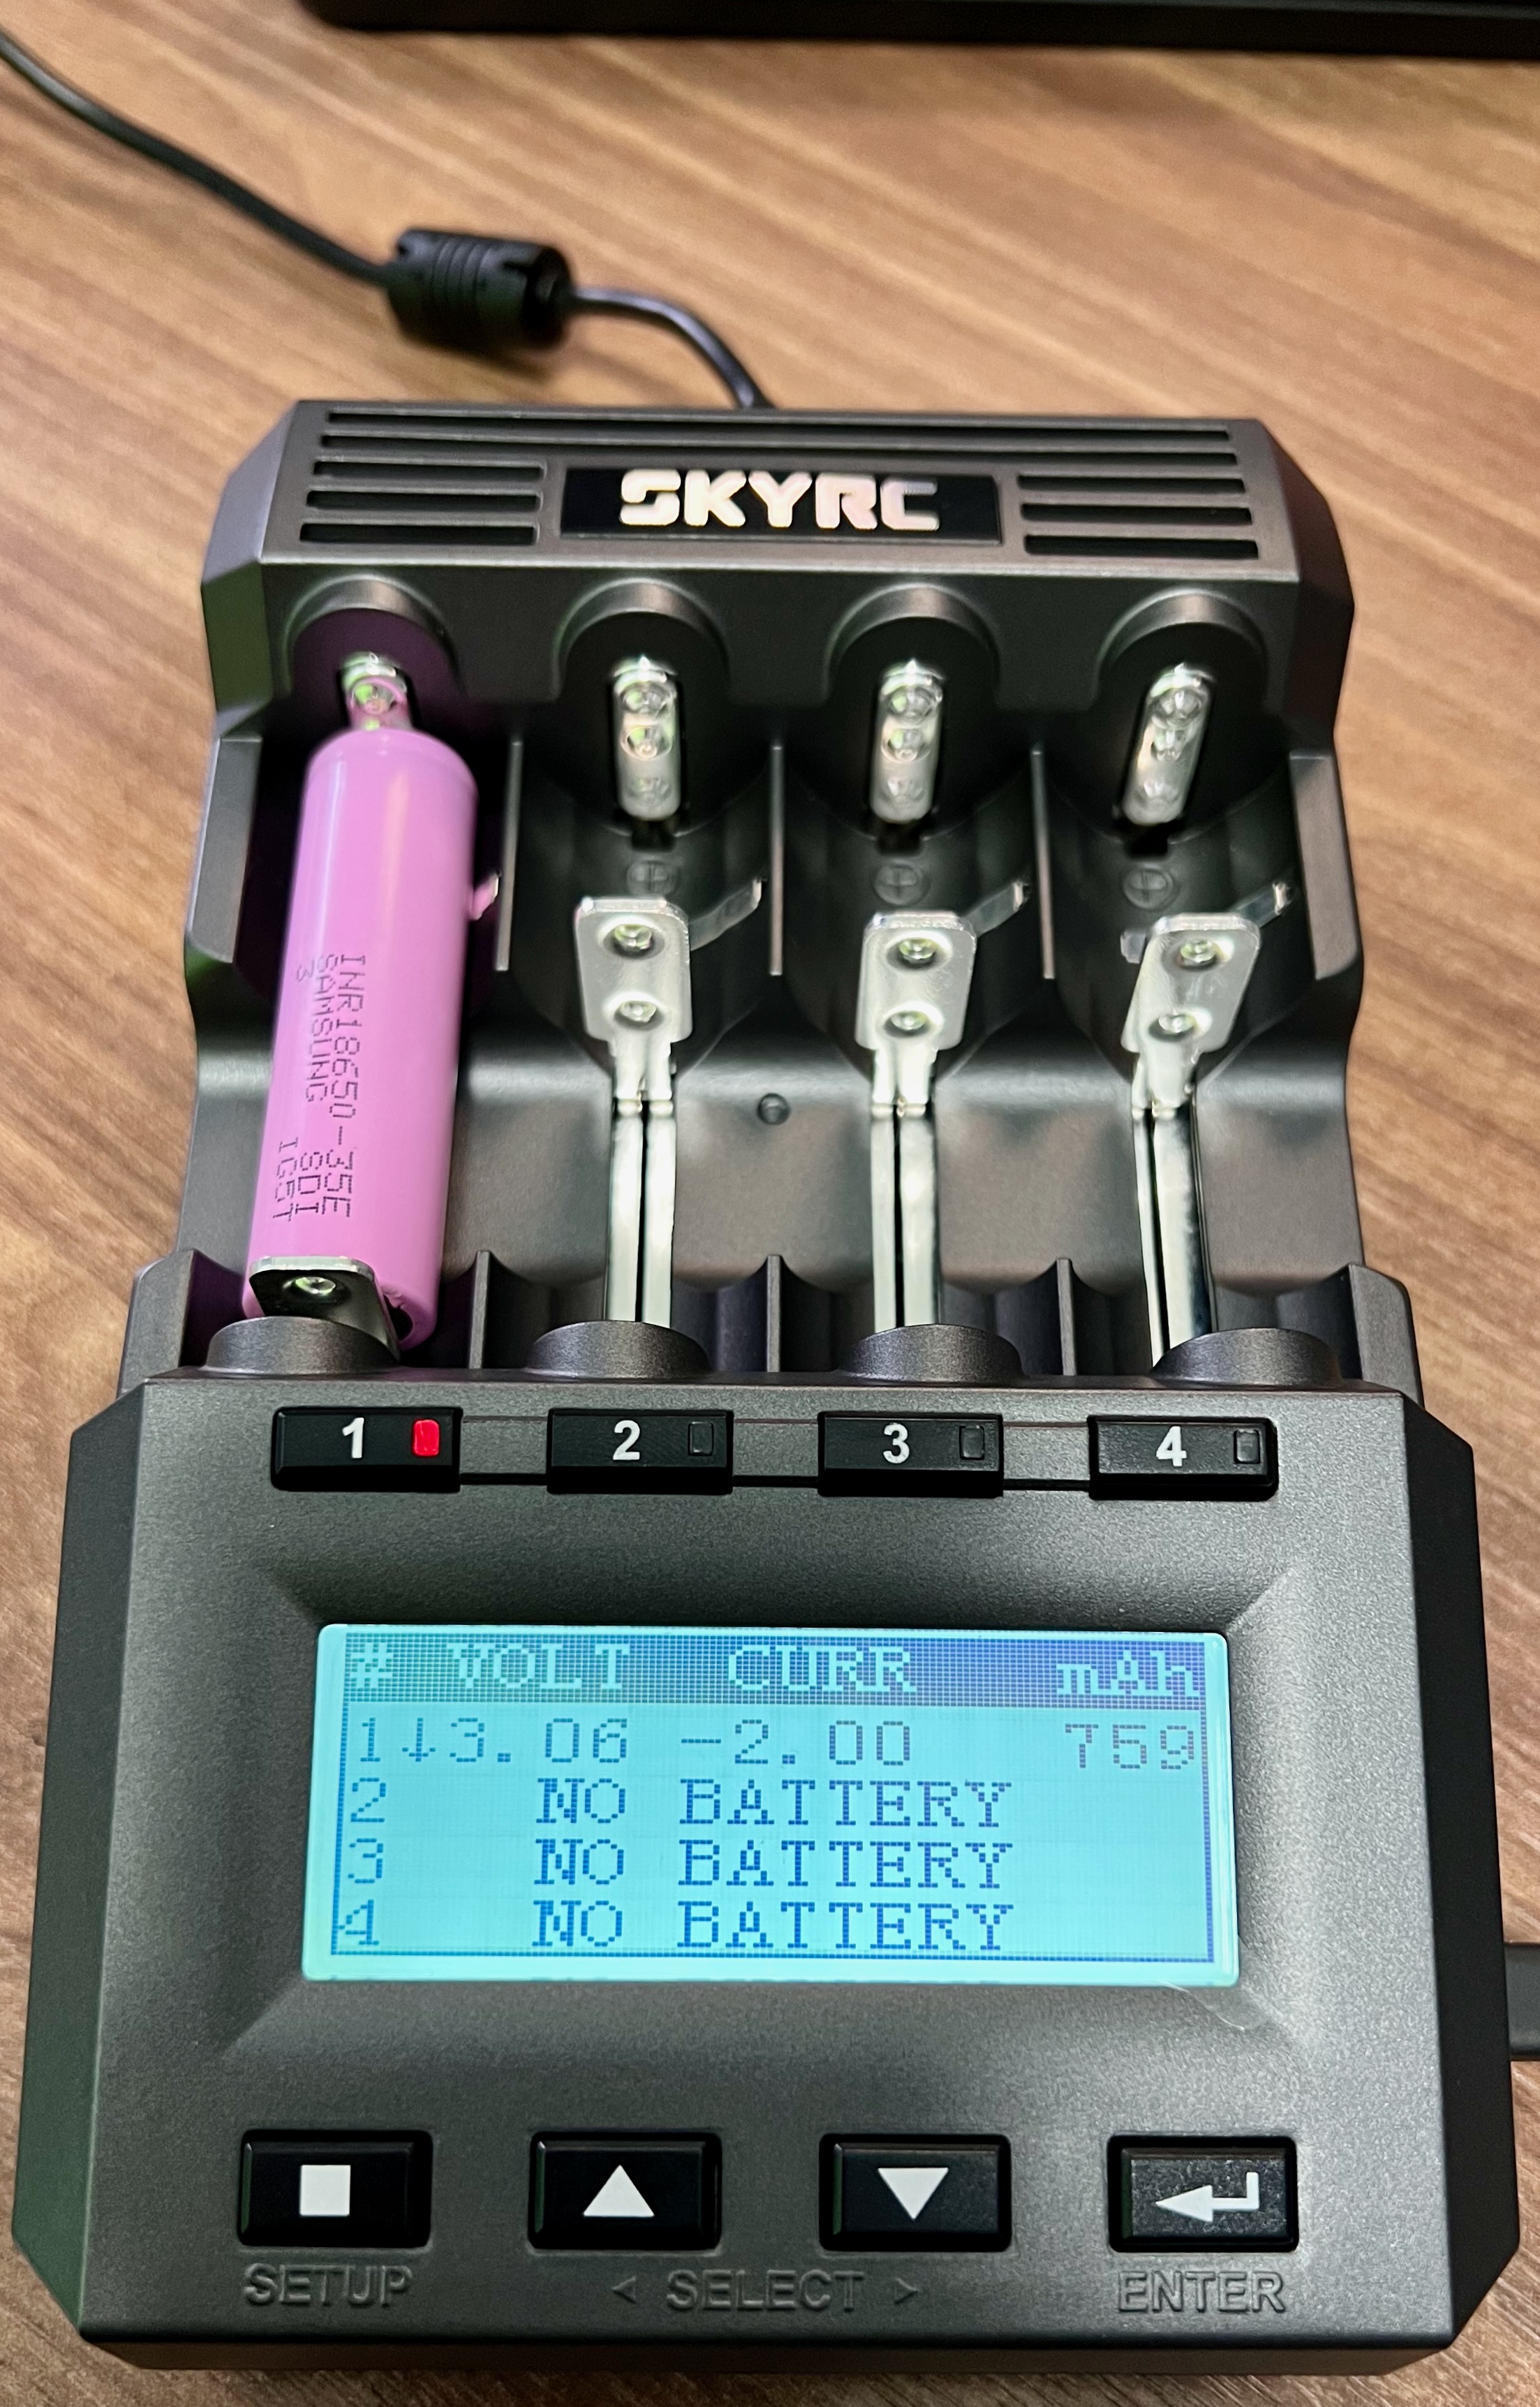 SKYRC
INR18650-35E
SAMSUNG SDI
3 IG5T
1 2 3 4
# VOLT CURR mAh
1↓3.06 -2.00 759
2 NO BATTERY
3 NO BATTERY
4 NO BATTERY
SETUP < SELECT > ENTER